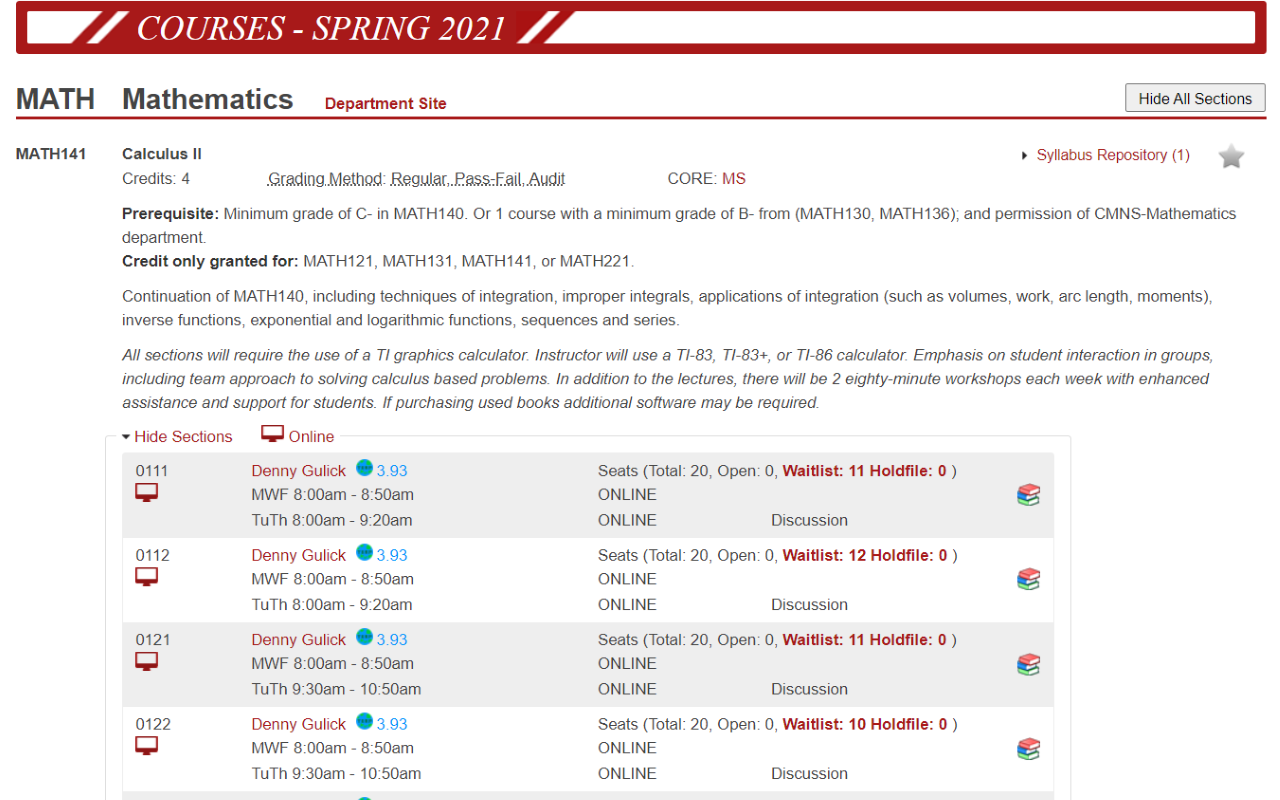 COURSES - SPRING 2021
MATH Mathematics Department Site Hide All Sections
MATH141 Calculus II Syllabus Repository (1)
Credits: 4 Grading Method: Regular, Pass-Fail, Audit CORE: MS
Prerequisite: Minimum grade of C- in MATH140. Or 1 course with a minimum grade of B- from (MATH130, MATH136); and permission of CMNS-Mathematics
department.
Credit only granted for: MATH121, MATH131, MATH141, or MATH221.
Continuation of MATH140, including techniques of integration, improper integrals, applications of integration (such as volumes, work, arc length, moments),
inverse functions, exponential and logarithmic functions, sequences and series.
All sections will require the use of a TI graphics calculator. Instructor will use a TI-83, TI-83+, or TI-86 calculator. Emphasis on student interaction in groups,
including team approach to solving calculus based problems. In addition to the lectures, there will be 2 eighty-minute workshops each week with enhanced
assistance and support for students. If purchasing used books additional software may be required.
Hide Sections Online
0111 Denny Gulick 3.93 Seats (Total: 20, Open: 0, Waitlist: 11 Holdfile: 0 )
MWF 8:00am - 8:50am ONLINE
TuTh 8:00am - 9:20am ONLINE Discussion
0112 Denny Gulick 3.93 Seats (Total: 20, Open: 0, Waitlist: 12 Holdfile: 0 )
MWF 8:00am - 8:50am ONLINE
TuTh 8:00am - 9:20am ONLINE Discussion
0121 Denny Gulick 3.93 Seats (Total: 20, Open: 0, Waitlist: 11 Holdfile: 0 )
MWF 8:00am - 8:50am ONLINE
TuTh 9:30am - 10:50am ONLINE Discussion
0122 Denny Gulick 3.93 Seats (Total: 20, Open: 0, Waitlist: 10 Holdfile: 0 )
MWF 8:00am - 8:50am ONLINE
TuTh 9:30am - 10:50am ONLINE Discussion